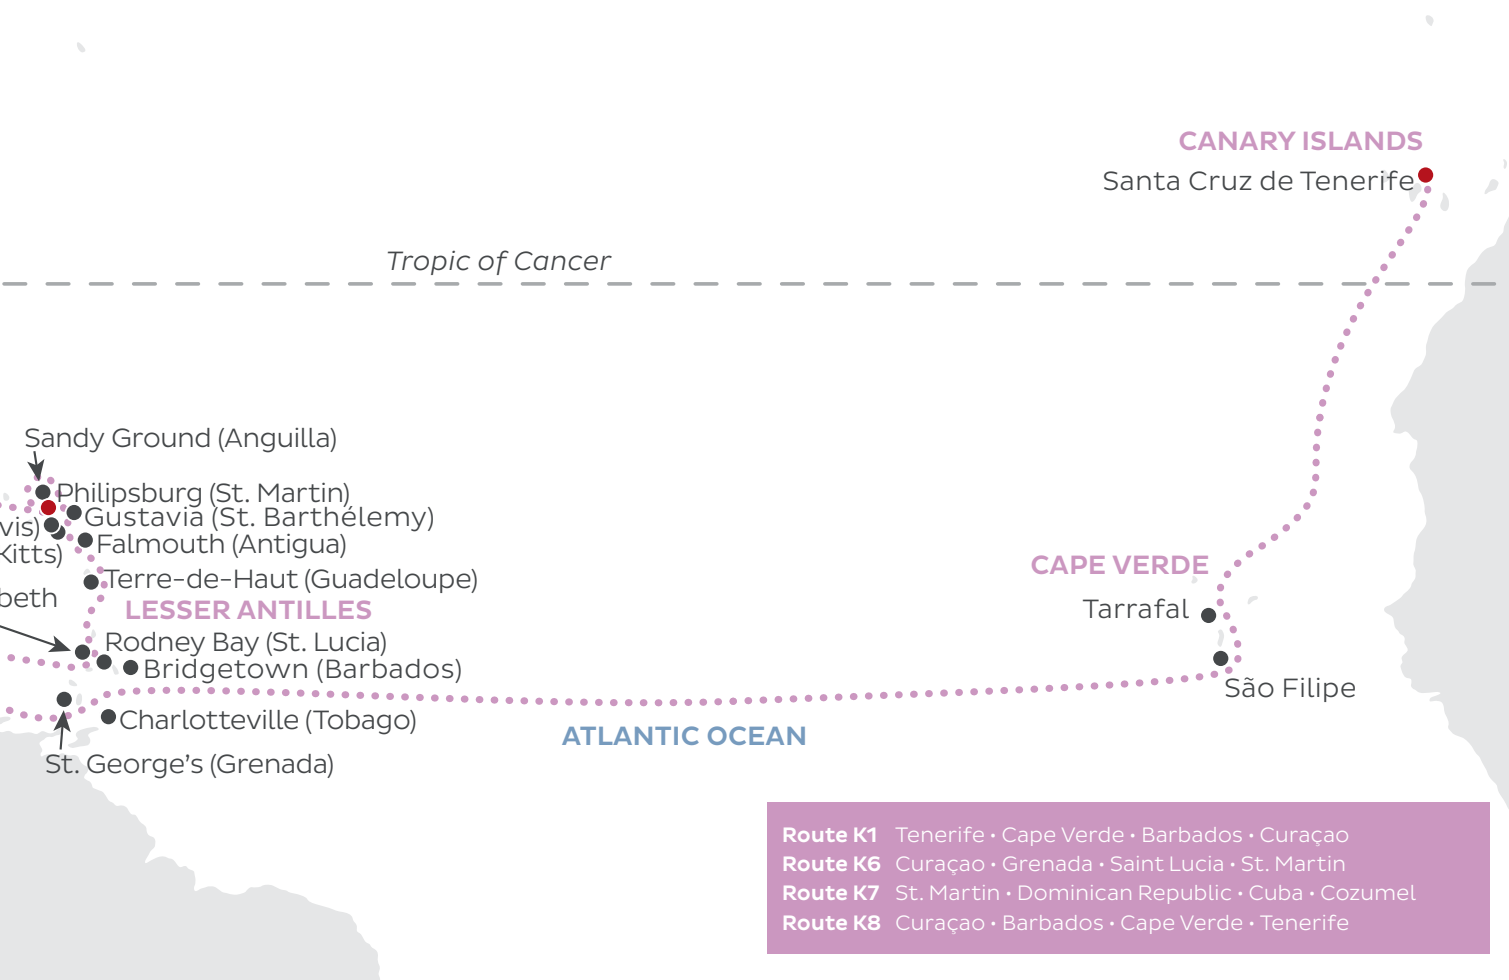 CANARY ISLANDS
Santa Cruz de Tenerife
Tropic of Cancer
Sandy Ground (Anguilla)
Philipsburg (St. Martin)
Gustavia (St. Barthélemy)
vis)
Falmouth (Antigua)
Kitts)
CAPE VERDE
Terre-de-Haut (Guadeloupe)
beth
LESSER ANTILLES
Tarrafal
Rodney Bay (St. Lucia)
Bridgetown (Barbados)
São Filipe
Charlotteville (Tobago)
ATLANTIC OCEAN
St. George’s (Grenada)
Route K1 Tenerife • Cape Verde • Barbados • Curaçao
Route K6 Curaçao • Grenada • Saint Lucia • St. Martin
Route K7 St. Martin • Dominican Republic • Cuba • Cozumel
Route K8 Curaçao • Barbados • Cape Verde • Tenerife